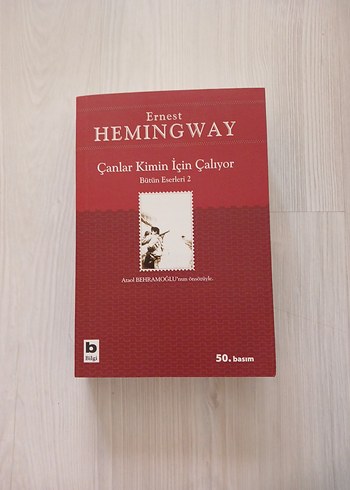 Ernest
HEMINGWAY
Çanlar Kimin İçin Çalıyor
Bütün Eserleri 2
Ataol BEHRAMOĞLU'nun önsözüyle.
b
Bilgi
50. basım